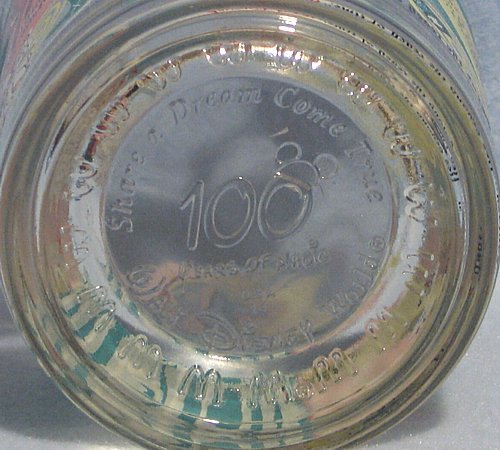 Share a Dream Come True
100
YEARS OF MAGIC
Walt Disney World